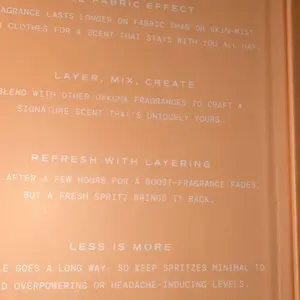 FABRIC EFFECT
FRAGRANCE LASTS LONGER ON FABRIC THAN ON SKIN-MIST
CLOTHES FOR A SCENT THAT STAYS WITH YOU ALL DAY.
LAYER, MIX, CREATE
BLEND WITH OTHER FRAGRANCES TO CRAFT A
SIGNATURE SCENT THAT'S UNIQUELY YOURS.
REFRESH WITH LAYERING
AFTER A FEW HOURS FOR A BOOST-FRAGRANCE FADES,
BUT A FRESH SPRITZ BRINGS IT BACK.
LESS IS MORE
GOES A LONG WAY, SO KEEP SPRITZES MINIMAL TO
OVERPOWERING OR HEADACHE-INDUCING LEVELS.